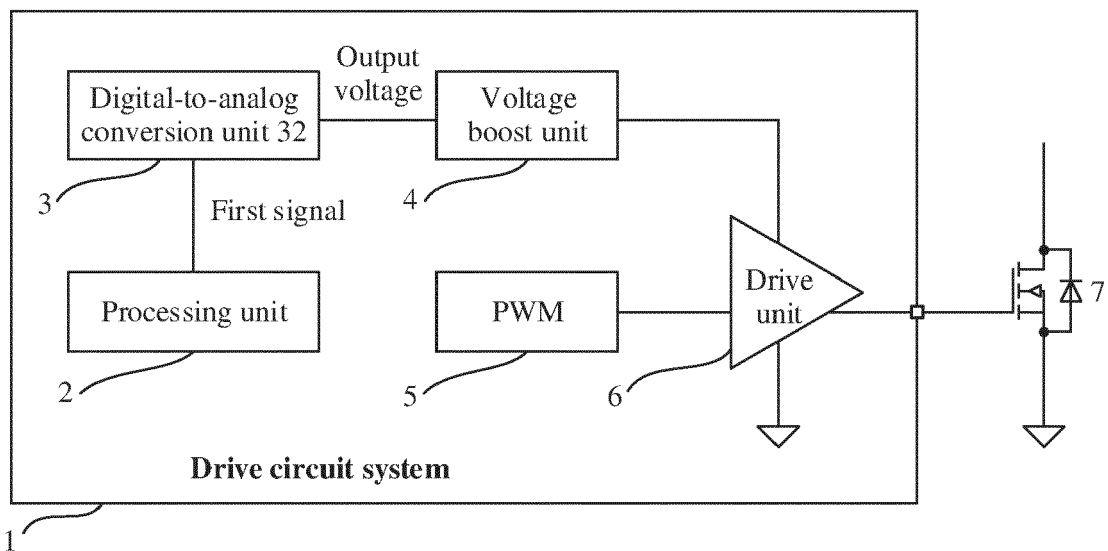 Output
voltage
Digital-to-analog
conversion unit 32
Voltage
boost unit
3
4
First signal
Processing unit
PWM
Drive
unit
7
2
5
6
Drive circuit system
1